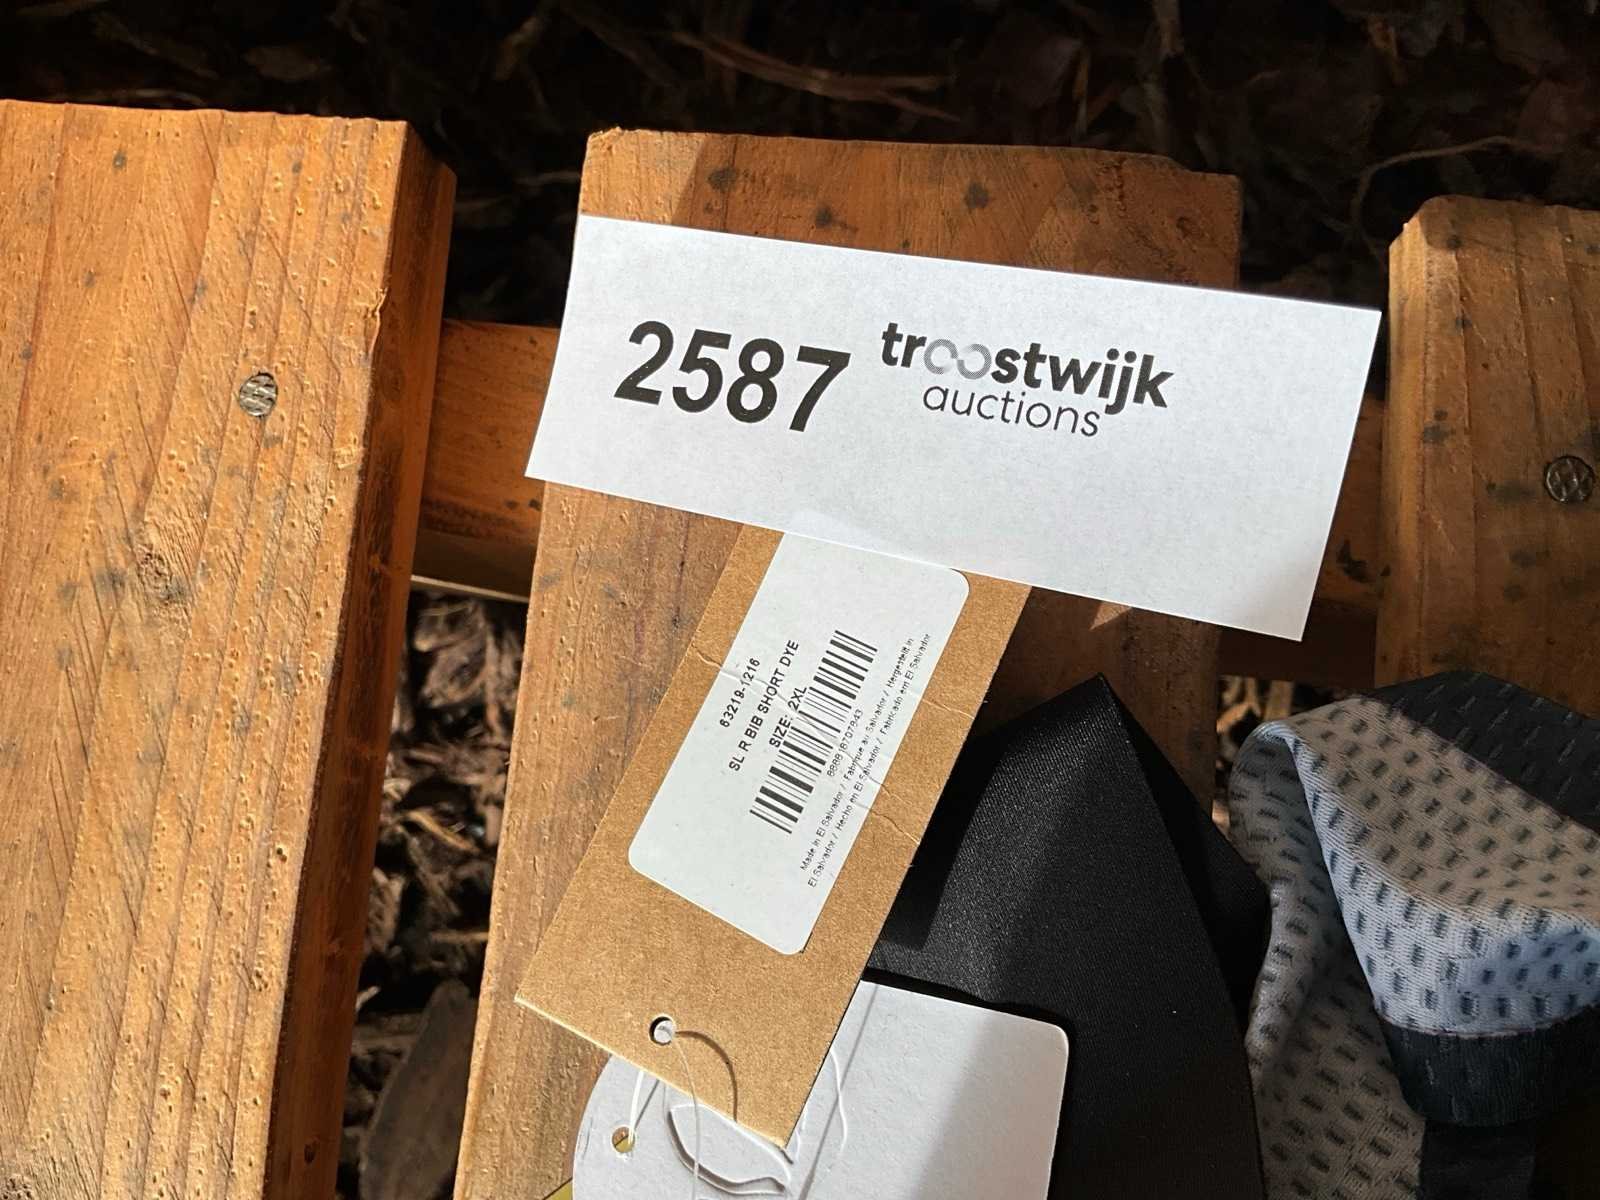 2587
troostwijk
auctions
63219-1216
SL R BIB SHORT DYE
SIZE: 2XL
888818707843
Made in El Salvador / Fabriqué au Salvador / Hergestellt in
El Salvador / Hecho en El Salvador / Fabricado em El Salvador